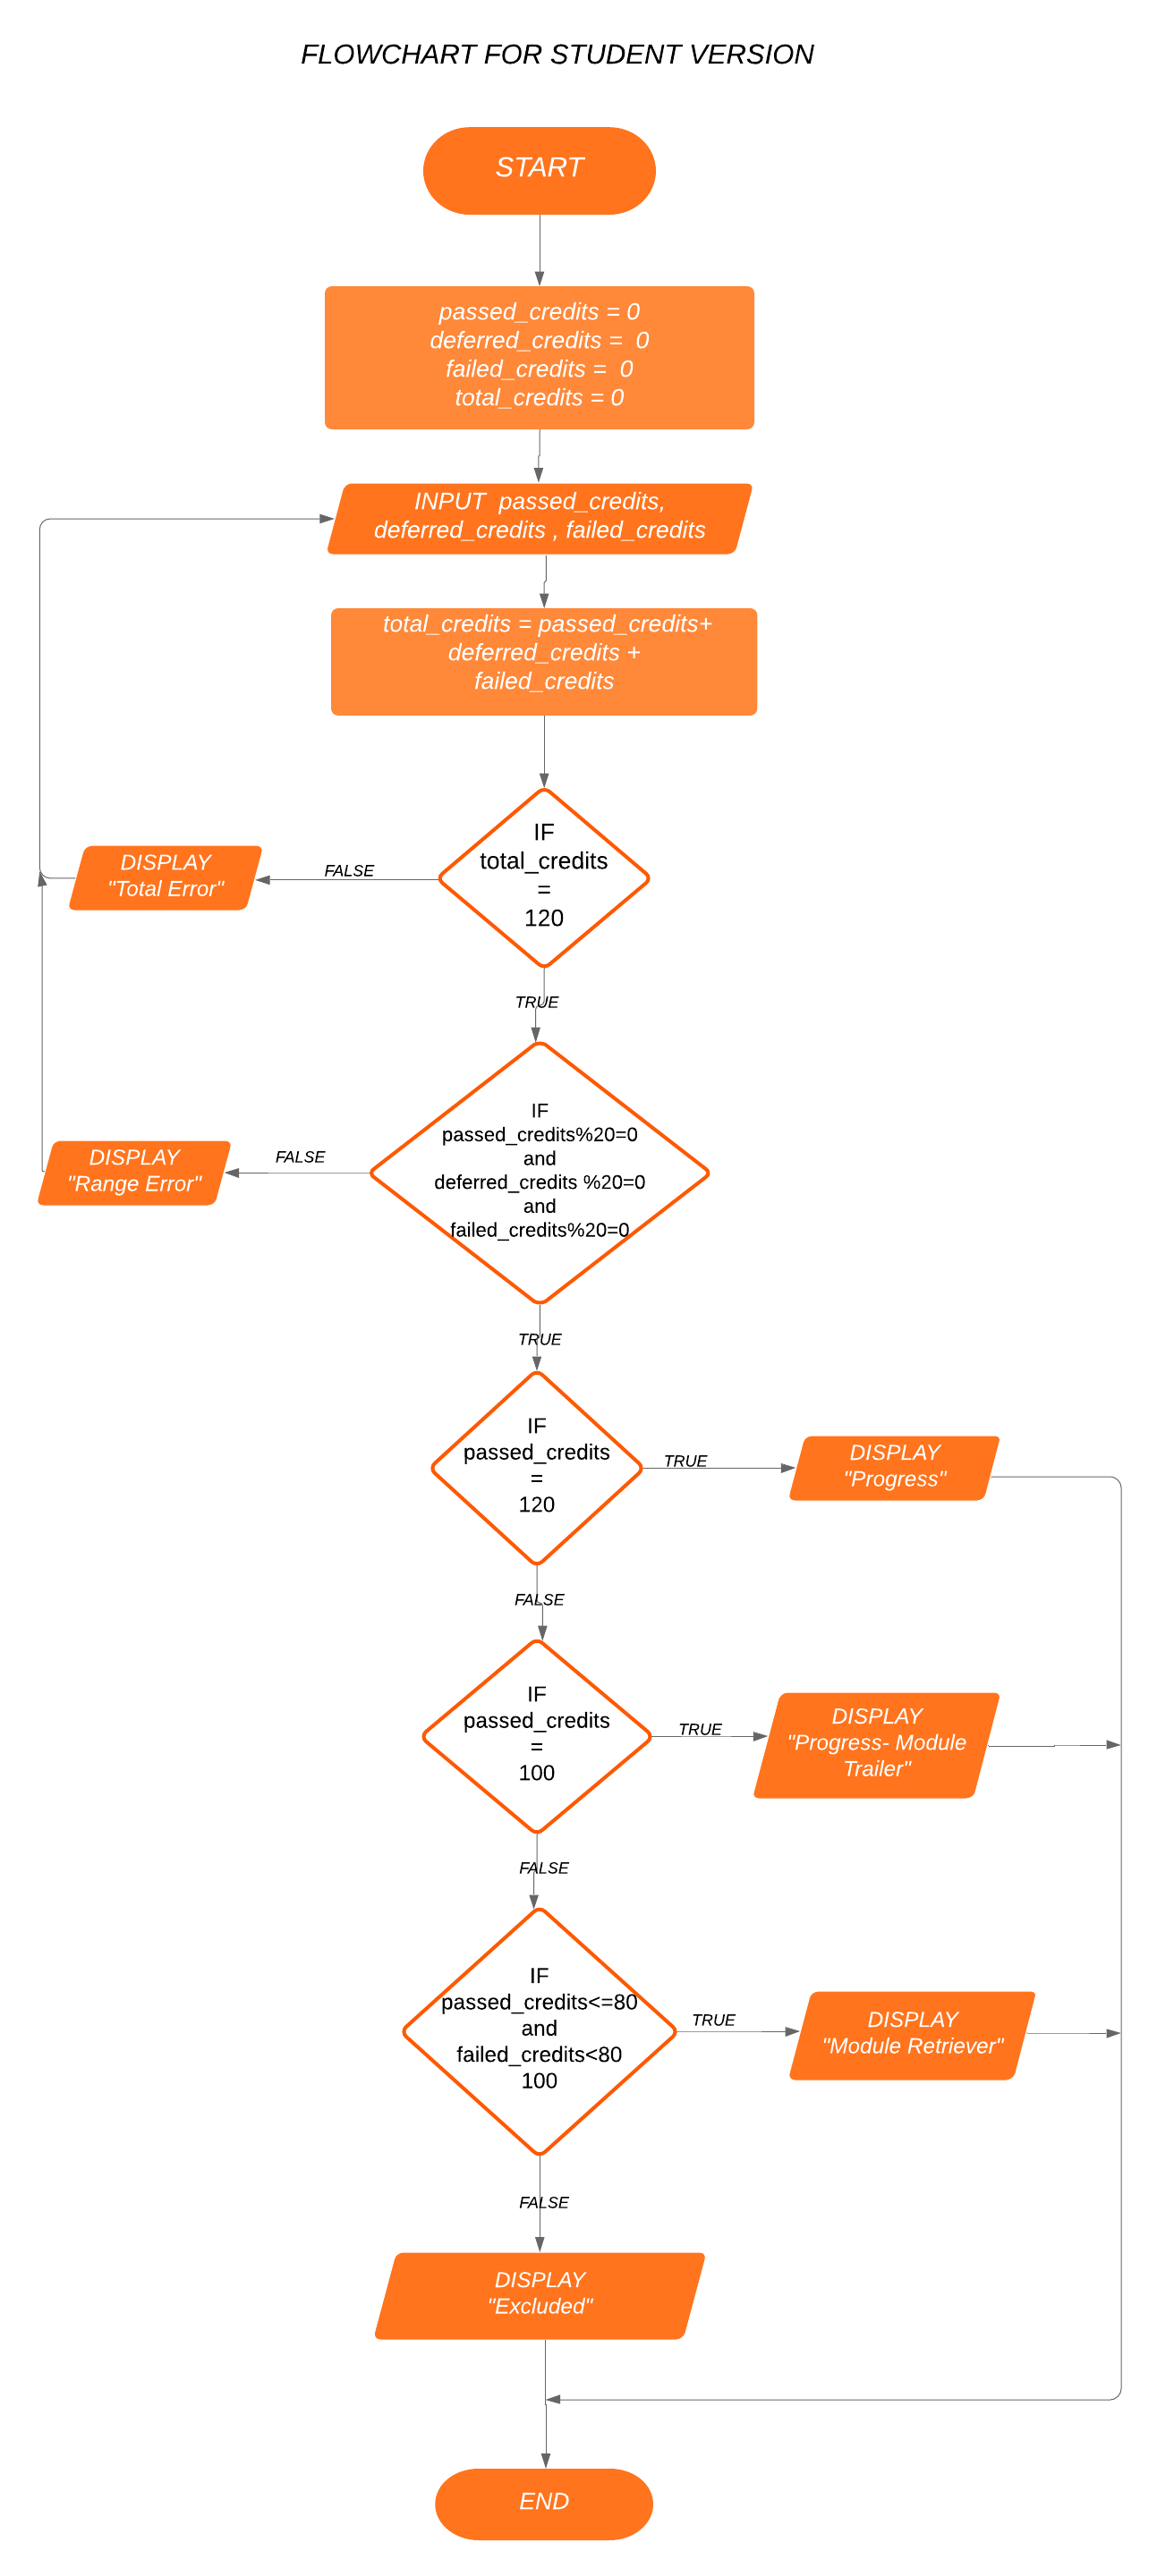 FLOWCHART FOR STUDENT VERSION
START
passed_credits = 0
deferred_credits =  0
failed_credits =  0
total_credits = 0
INPUT  passed_credits,
deferred_credits , failed_credits
total_credits = passed_credits+
deferred_credits +
failed_credits
IF
total_credits
=
120
FALSE
DISPLAY
"Total Error"
TRUE
IF
passed_credits%20=0
and
deferred_credits %20=0
and
failed_credits%20=0
FALSE
DISPLAY
"Range Error"
TRUE
IF
passed_credits
=
120
TRUE
DISPLAY
"Progress"
FALSE
IF
passed_credits
=
100
TRUE
DISPLAY
"Progress- Module
Trailer"
FALSE
IF
passed_credits<=80
and
failed_credits<80
100
TRUE
DISPLAY
"Module Retriever"
FALSE
DISPLAY
"Excluded"
END